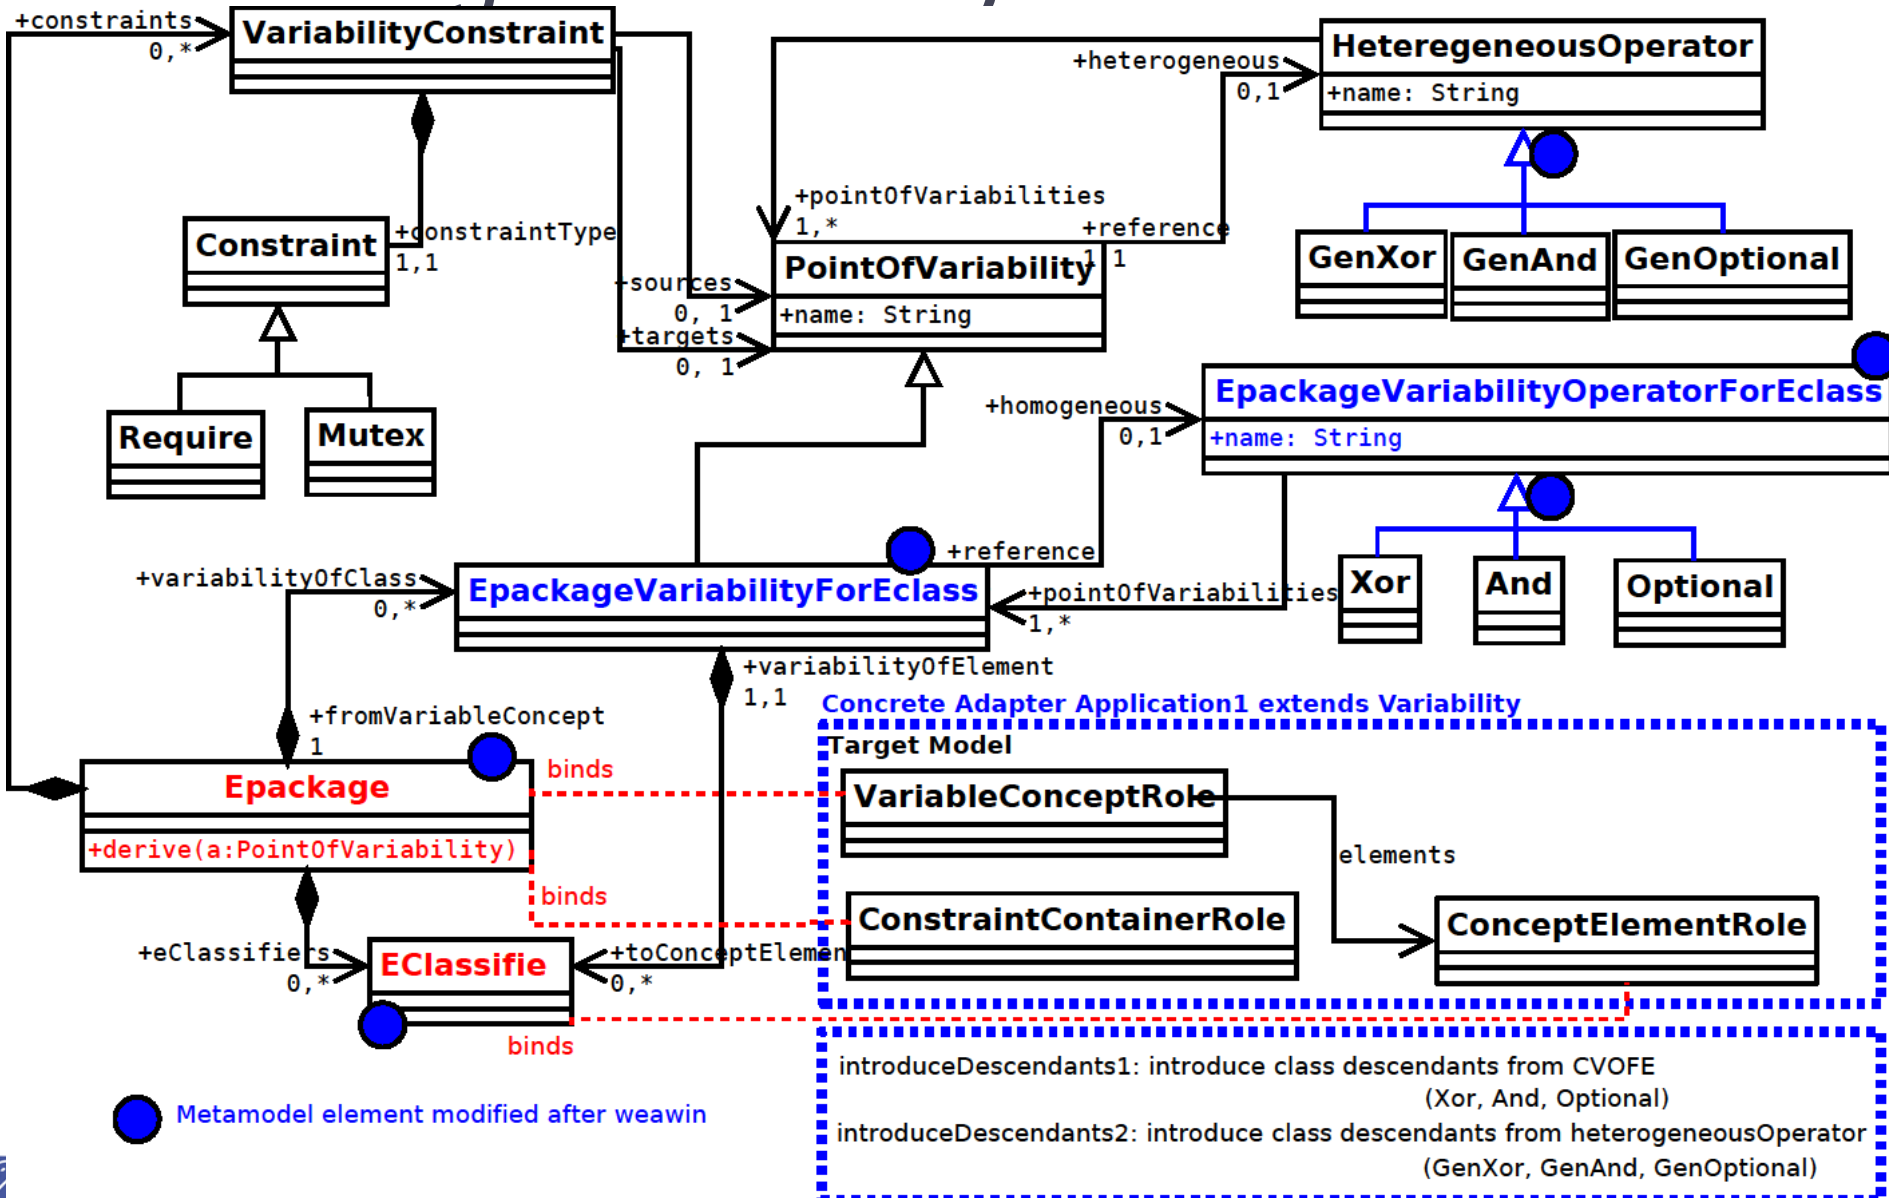 +constraints
0,*
VariabilityConstraint
HeteregeneousOperator
+name: String
+heterogeneous
0,1
+pointOfVariabilities
1,*
+reference
1 1
Constraint
+constraintType
1,1
PointOfVariability
+name: String
+sources
0, 1
+targets
0, 1
GenXor
GenAnd
GenOptional
Require
Mutex
+homogeneous
0,1
EpackageVariabilityOperatorForEclass
+name: String
+reference
+variabilityOfClass
0,*
EpackageVariabilityForEclass
+pointOfVariabilities
1,*
Xor
And
Optional
+variabilityOfElement
1,1
+fromVariableConcept
1
Epackage
+derive(a:PointOfVariability)
binds
binds
Concrete Adapter Application1 extends Variability
Target Model
VariableConceptRole
elements
ConstraintContainerRole
ConceptElementRole
+eClassifiers
0,*
EClassifie
+toConceptElemen
0,*
binds
Metamodel element modified after weawin
introduceDescendants1: introduce class descendants from CVOFE
(Xor, And, Optional)
introduceDescendants2: introduce class descendants from heterogeneousOperator
(GenXor, GenAnd, GenOptional)